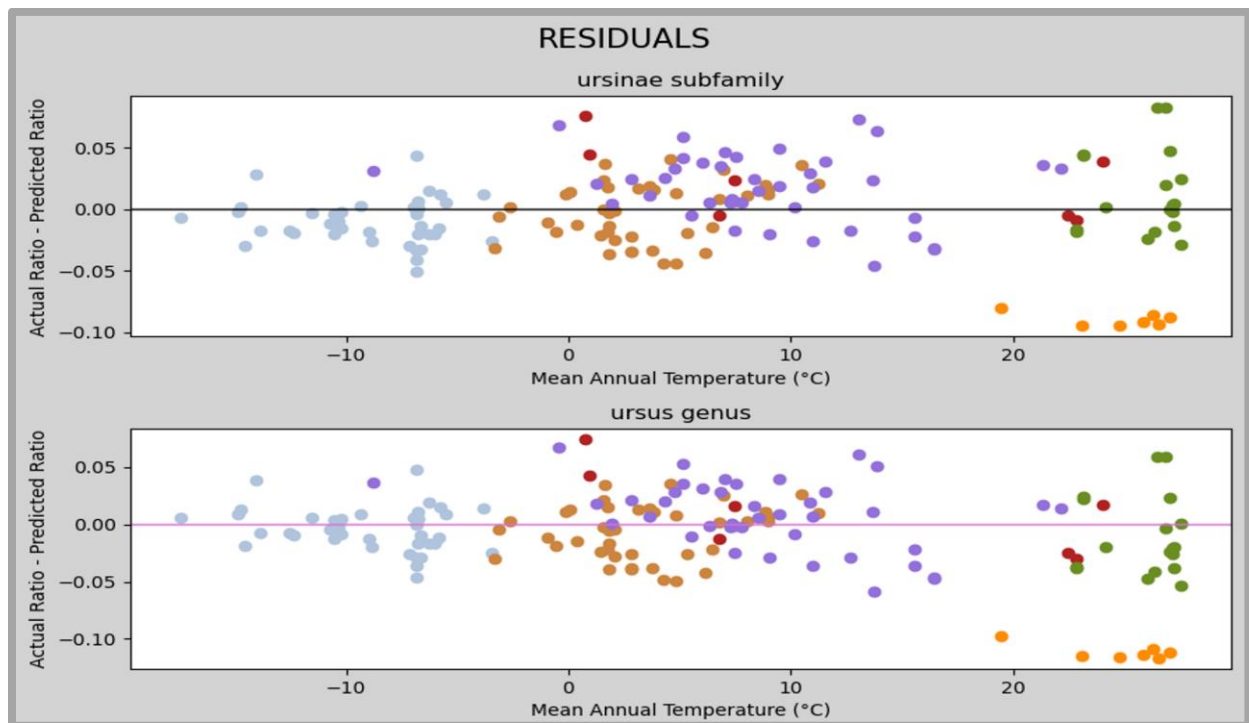 RESIDUALS
ursinae subfamily
Actual Ratio - Predicted Ratio
0.05
0.00
−0.05
−0.10
−10
0
10
20
Mean Annual Temperature (°C)
ursus genus
Actual Ratio - Predicted Ratio
0.05
0.00
−0.05
−0.10
−10
0
10
20
Mean Annual Temperature (°C)